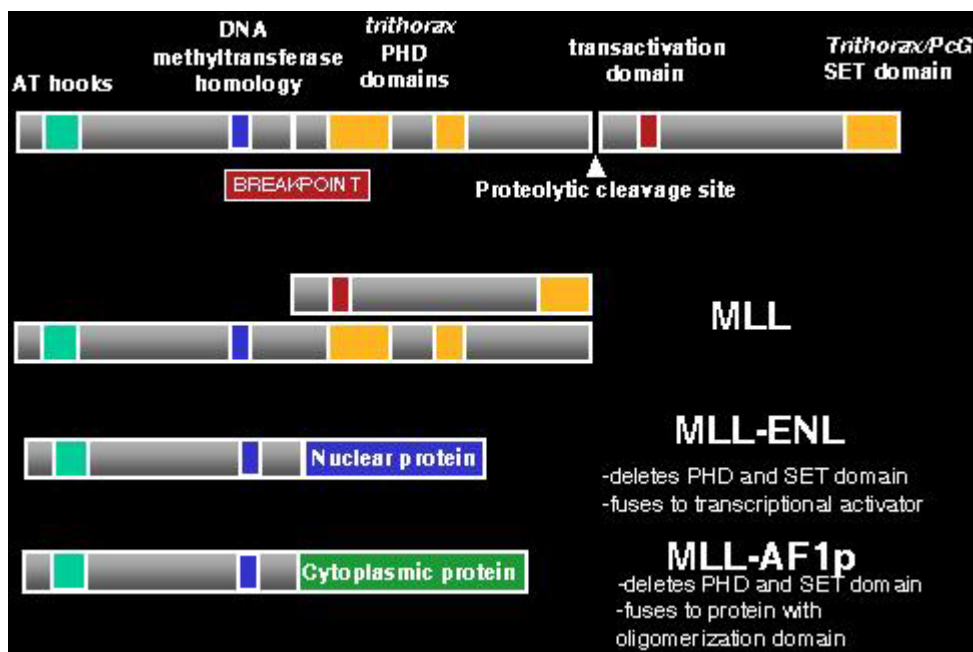 AT hooks
DNA
methyltransferase
homology
trithorax
PHD
domains
transactivation
domain
Trithorax/PcG
SET domain
BREAKPOINT
Proteolytic cleavage site
MLL
MLL-ENL
Nuclear protein
-deletes PHD and SET domain
-fuses to transcriptional activator
MLL-AF1p
Cytoplasmic protein
-deletes PHD and SET domain
-fuses to protein with
oligomerization domain